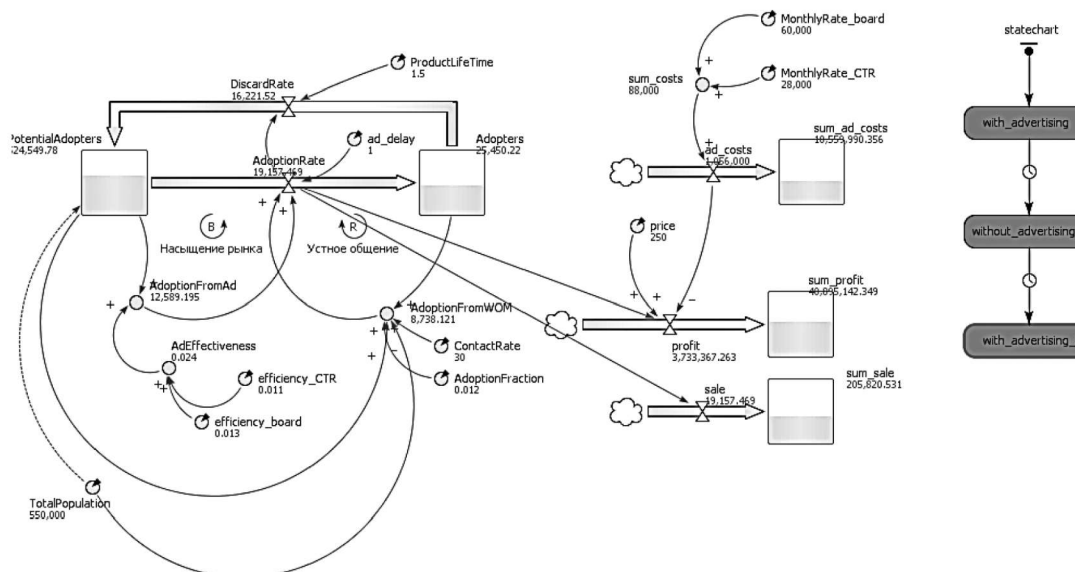 ProductLifeTime
1.5
DiscardRate
16,221.52
PotentialAdopters
524,549.78
ad_delay
1
Adopters
25,450.22
AdoptionRate
19,157.469
B
Насыщение рынка
R
Устное общение
AdoptionFromAd
12,589.195
AdoptionFromWOM
8,738.121
AdEffectiveness
0.024
ContactRate
30
efficiency_CTR
0.011
AdoptionFraction
0.012
efficiency_board
0.013
TotalPopulation
550,000
MonthlyRate_board
60,000
sum_costs
88,000
MonthlyRate_CTR
28,000
sum_ad_costs
10,559,990.356
ad_costs
1,056,000
price
250
sum_profit
profit
3,733,367.263
sum_sale
205,820.531
sale
19,157.469
statechart
with_advertising
without_advertising
with_advertising_